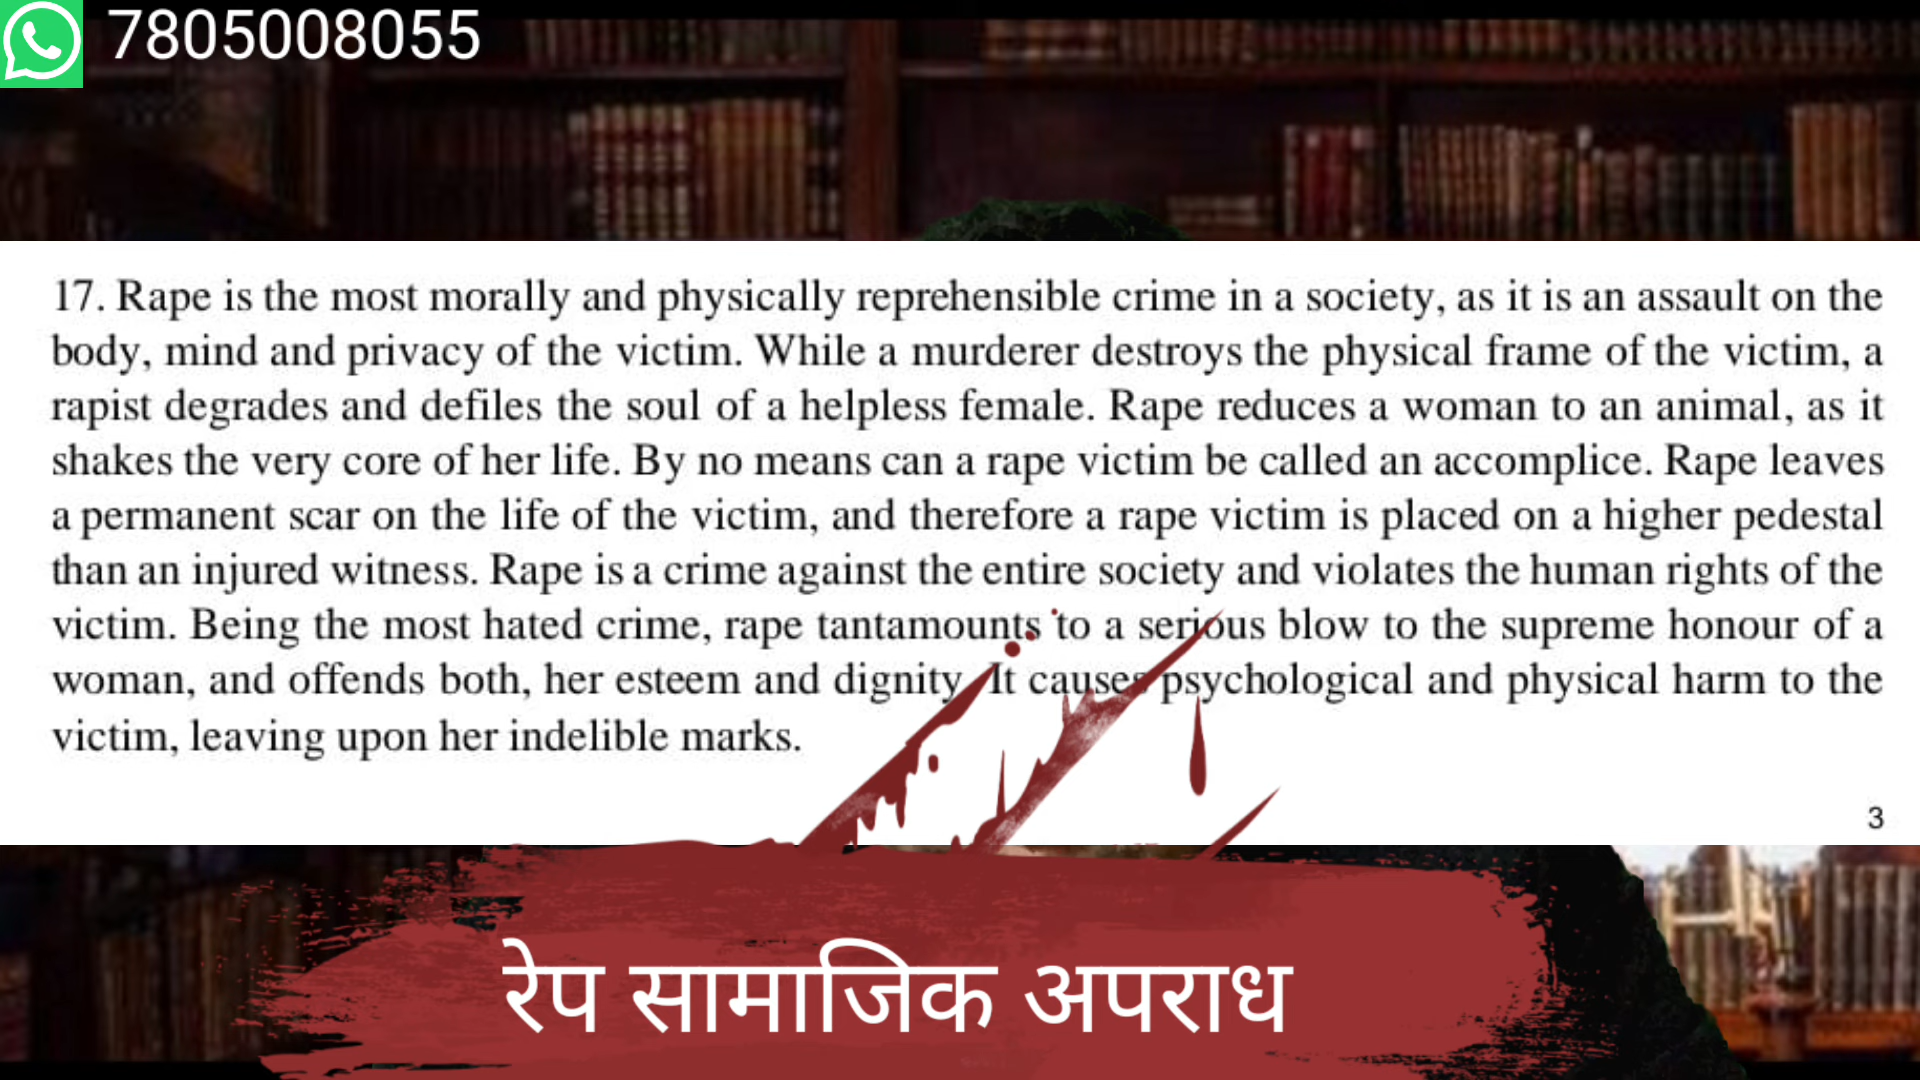 7805008055
17. Rape is the most morally and physically reprehensible crime in a society, as it is an assault on the
body, mind and privacy of the victim. While a murderer destroys the physical frame of the victim, a
rapist degrades and defiles the soul of a helpless female. Rape reduces a woman to an animal, as it
shakes the very core of her life. By no means can a rape victim be called an accomplice. Rape leaves
a permanent scar on the life of the victim, and therefore a rape victim is placed on a higher pedestal
than an injured witness. Rape is a crime against the entire society and violates the human rights of the
victim. Being the most hated crime, rape tantamounts to a serious blow to the supreme honour of a
woman, and offends both, her esteem and dignity. It causes psychological and physical harm to the
victim, leaving upon her indelible marks.
3
रेप सामाजिक अपराध